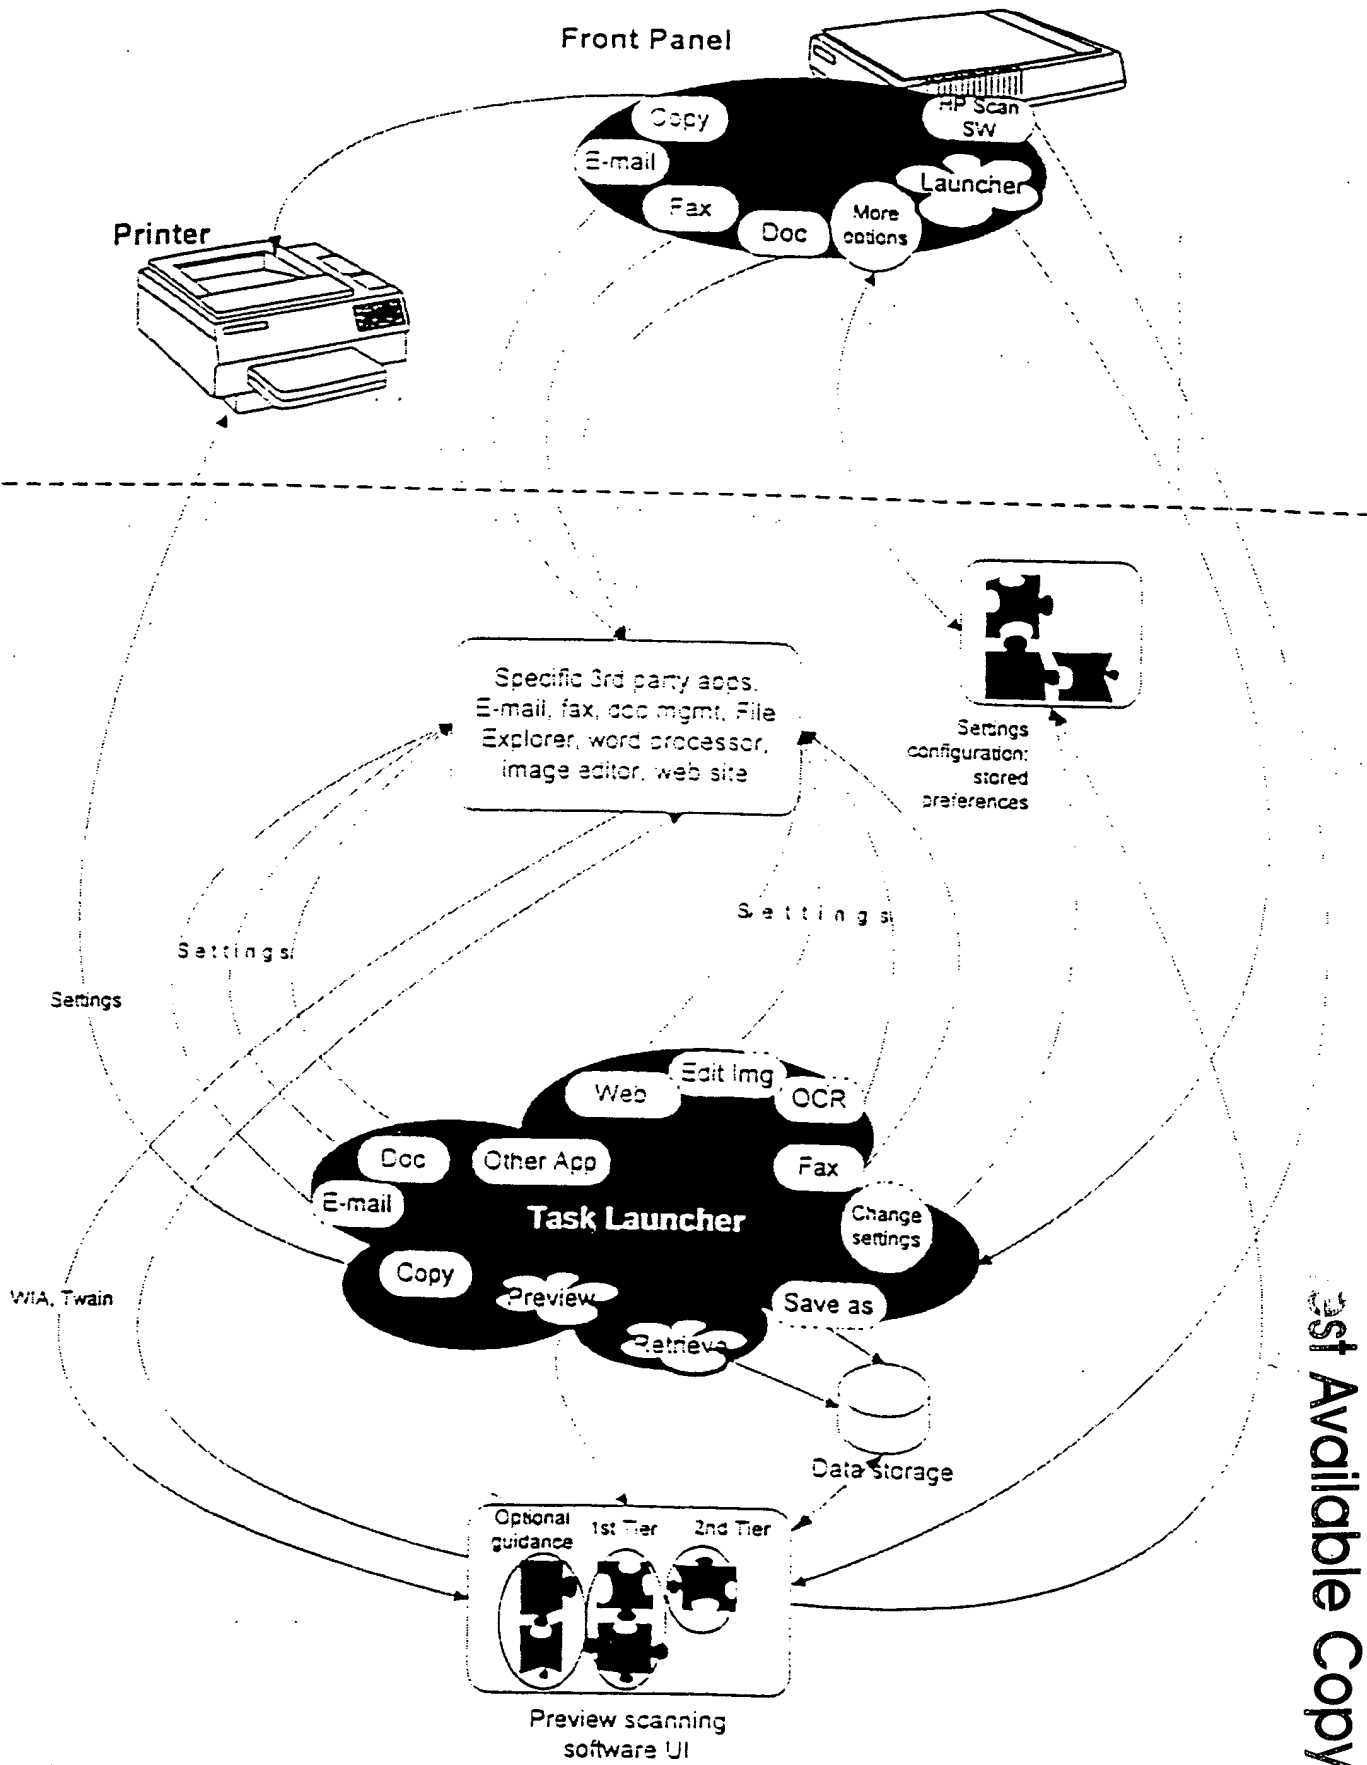 Front Panel
Copy
HP Scan
SW
E-mail
Launcher
Fax
Doc
More
options
Printer
Specific 3rd party apps.
E-mail, fax, doc mgmt, File
Explorer, word processor,
image editor, web site
Settings
configuration:
stored
preferences
Settings
Settings
Settings
Web
Edit Img
OCR
Doc
Other App
Fax
E-mail
Task Launcher
Change
settings
Copy
Preview
Save as
WIA, Twain
Retrieve
Data storage
Optional
guidance
1st Tier
2nd Tier
Preview scanning
software UI
Available Copy